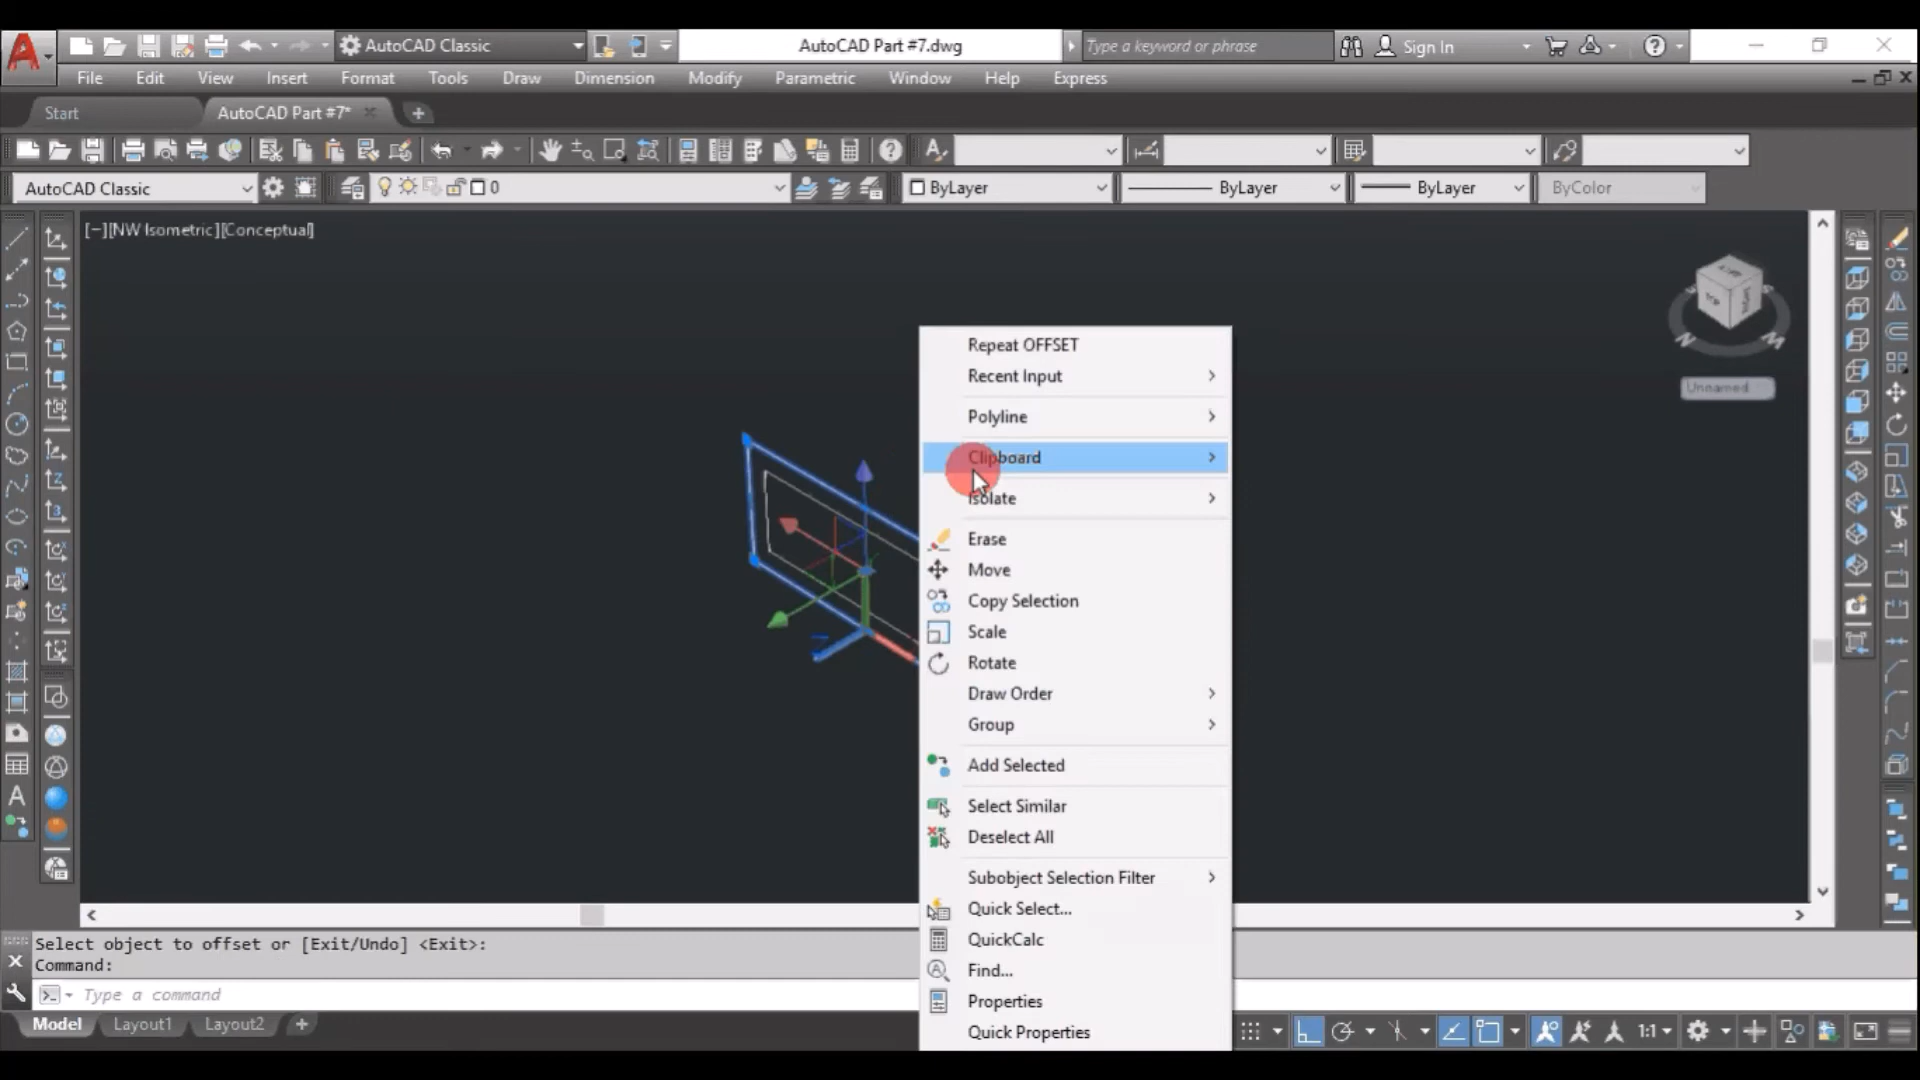 AutoCAD Classic
AutoCAD Part #7.dwg
Type a keyword or phrase
Sign In
File Edit View Insert Format Tools Draw Dimension Modify Parametric Window Help Express
Start
AutoCAD Part #7*
AutoCAD Classic
0
ByLayer
ByLayer
ByLayer
ByColor
[−][NW Isometric][Conceptual]
Unnamed
Repeat OFFSET
Recent Input
Polyline
Clipboard
Isolate
Erase
Move
Copy Selection
Scale
Rotate
Draw Order
Group
Add Selected
Select Similar
Deselect All
Subobject Selection Filter
Quick Select...
QuickCalc
Find...
Properties
Quick Properties
Select object to offset or [Exit/Undo] <Exit>:
Command:
Type a command
Model
Layout1
Layout2
1:1